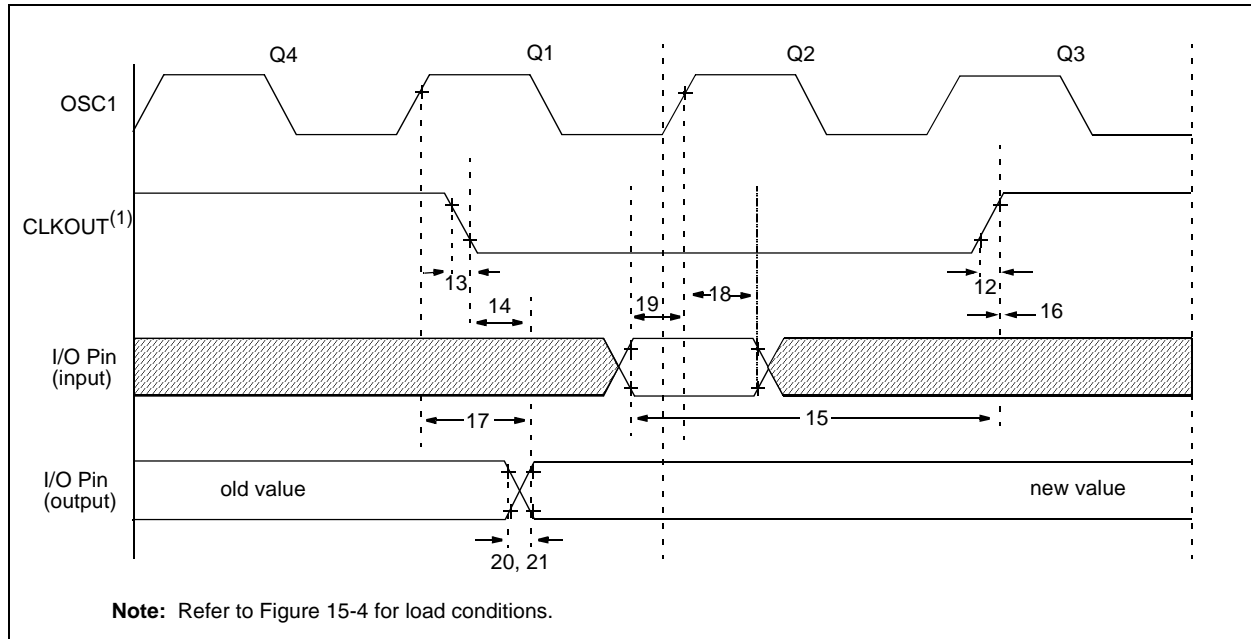 Q4 Q1 Q2 Q3
OSC1
CLKOUT(1)
13
12
14
19
18
16
I/O Pin
(input)
17
15
I/O Pin
(output)
old value
new value
20, 21
Note: Refer to Figure 15-4 for load conditions.